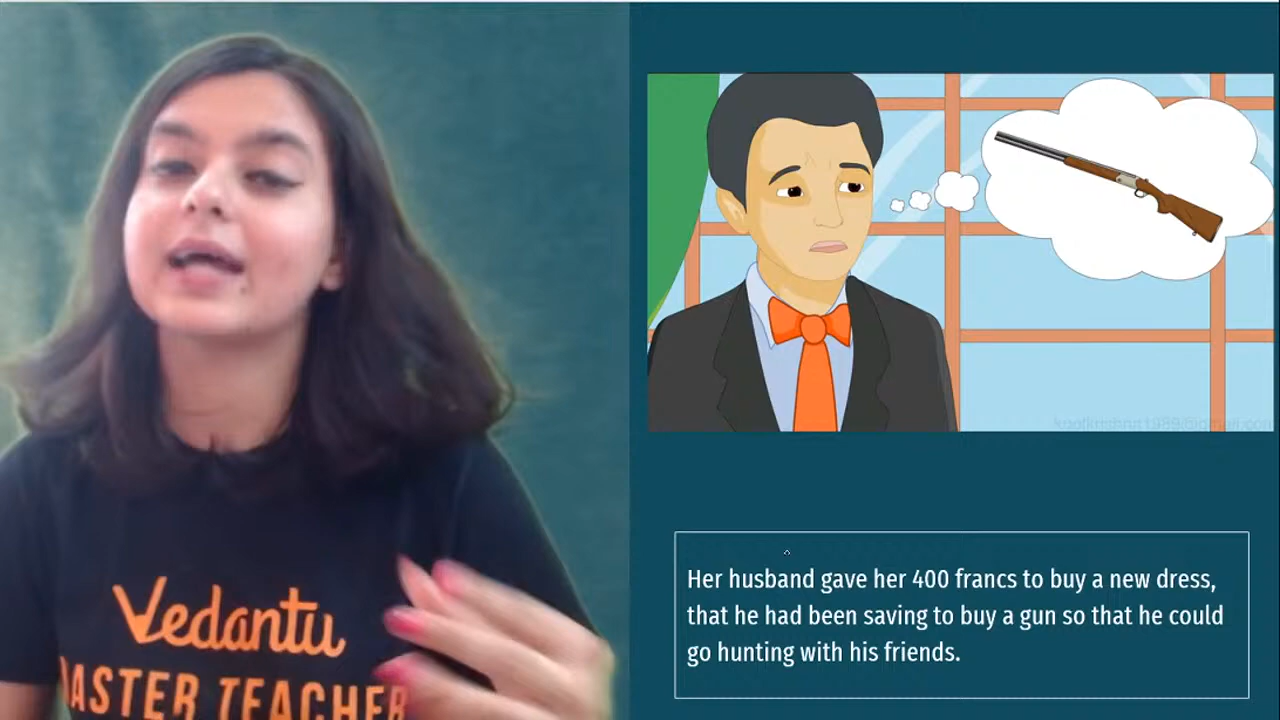 Vedantu
MASTER TEACHER
Her husband gave her 400 francs to buy a new dress,
that he had been saving to buy a gun so that he could
go hunting with his friends.